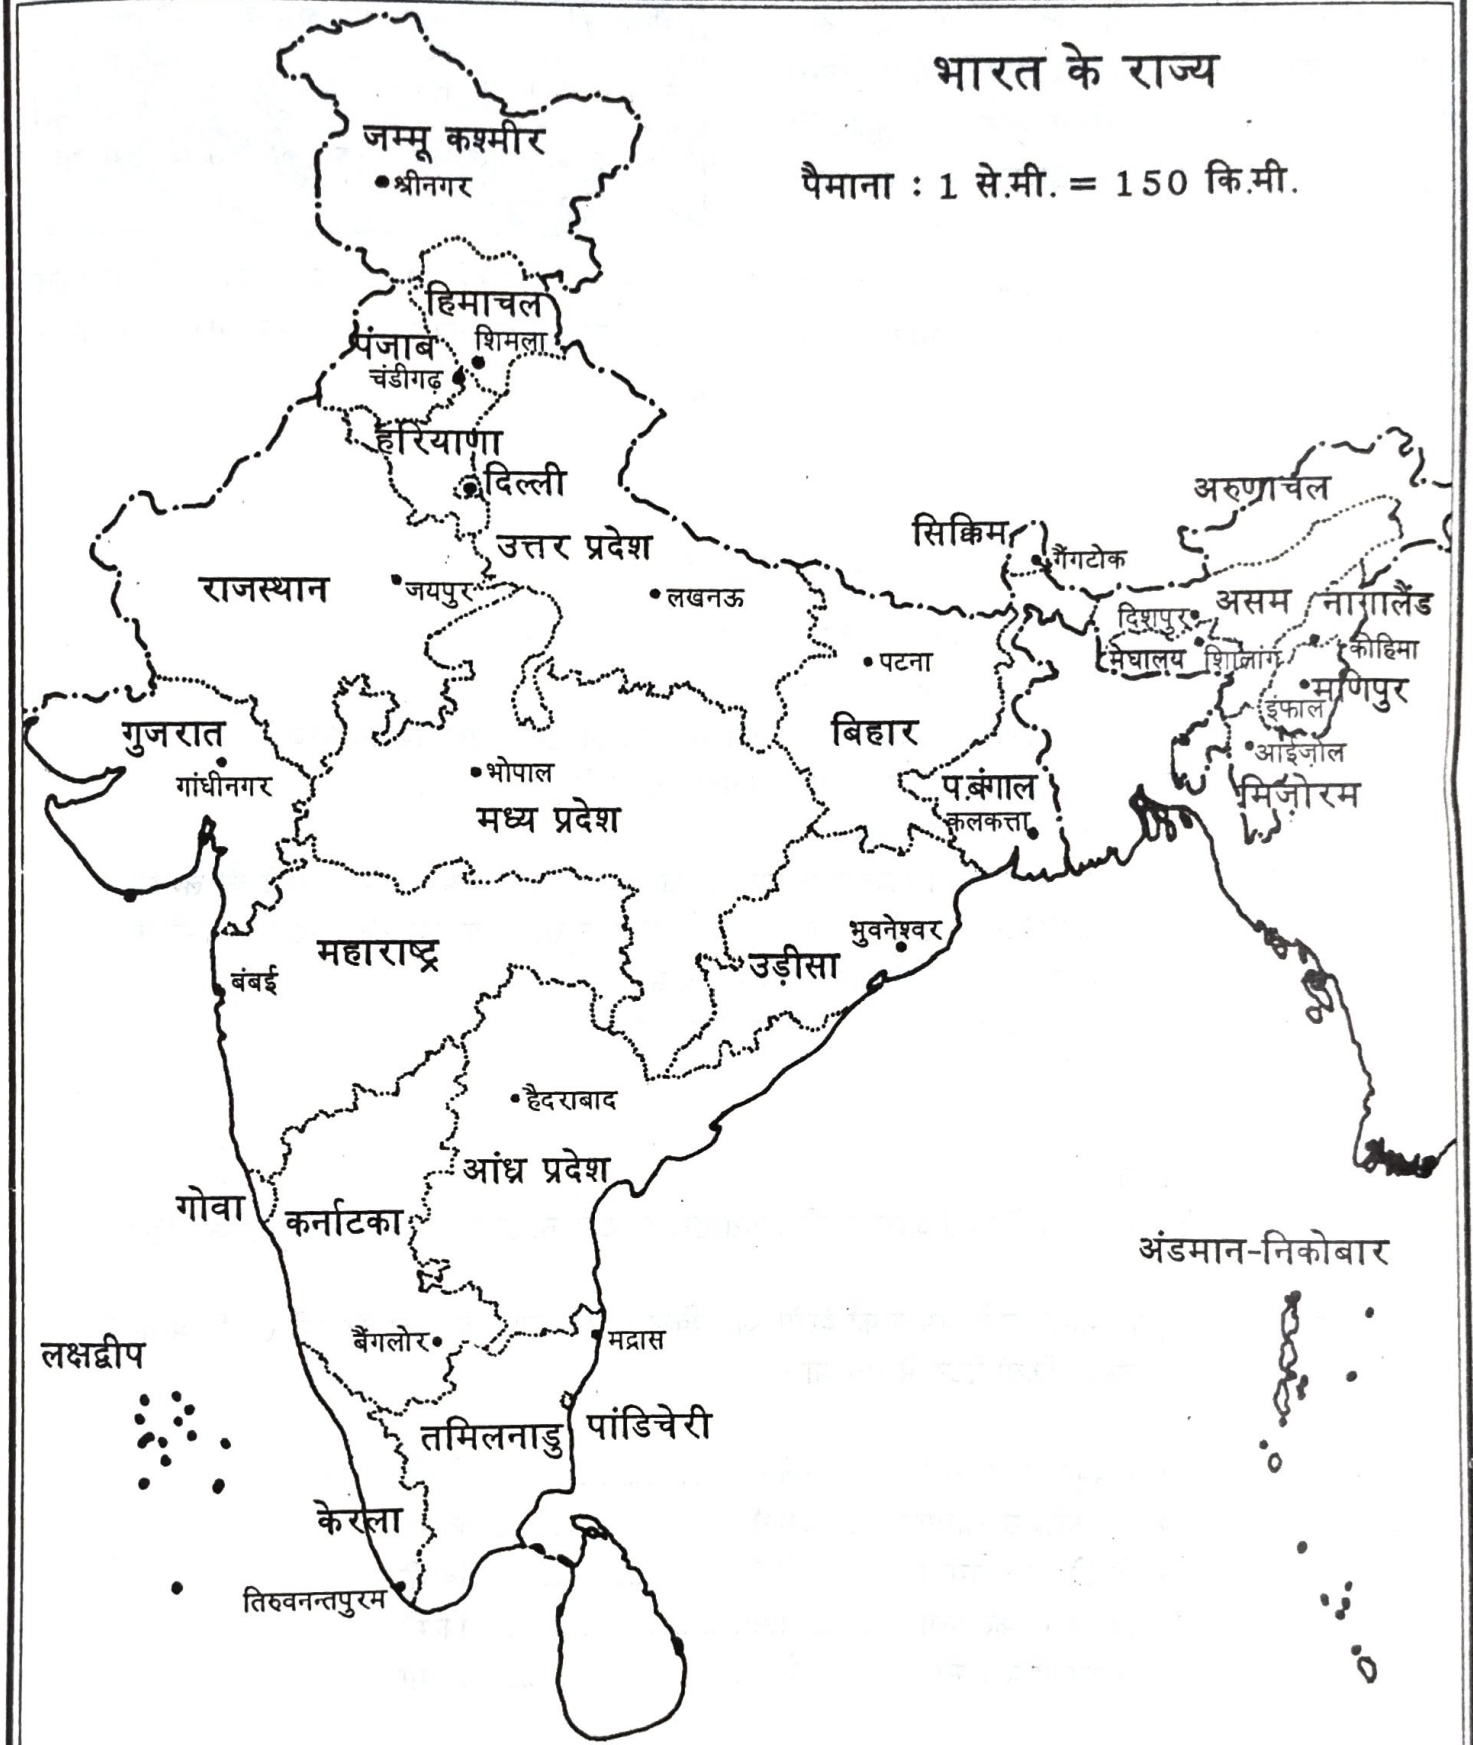 भारत के राज्य
पैमाना : 1 से.मी. = 150 कि.मी.
जम्मू कश्मीर
श्रीनगर
हिमाचल
शिमला
पंजाब
चंडीगढ़
हरियाणा
दिल्ली
उत्तर प्रदेश
लखनऊ
राजस्थान
जयपुर
सिक्किम
गैंगटोक
अरुणाचल
असम
दिशपुर
नागालैंड
कोहिमा
मेघालय
शिलांग
मणिपुर
इंफाल
आईज़ोल
मिज़ोरम
पटना
बिहार
प.बंगाल
कलकत्ता
गुजरात
गांधीनगर
भोपाल
मध्य प्रदेश
महाराष्ट्र
बंबई
भुवनेश्वर
उड़ीसा
हैदराबाद
आंध्र प्रदेश
गोवा
कर्नाटका
बैंगलोर
मद्रास
अंडमान-निकोबार
लक्षद्वीप
तमिलनाडु
पांडिचेरी
केरला
तिरुवनन्तपुरम